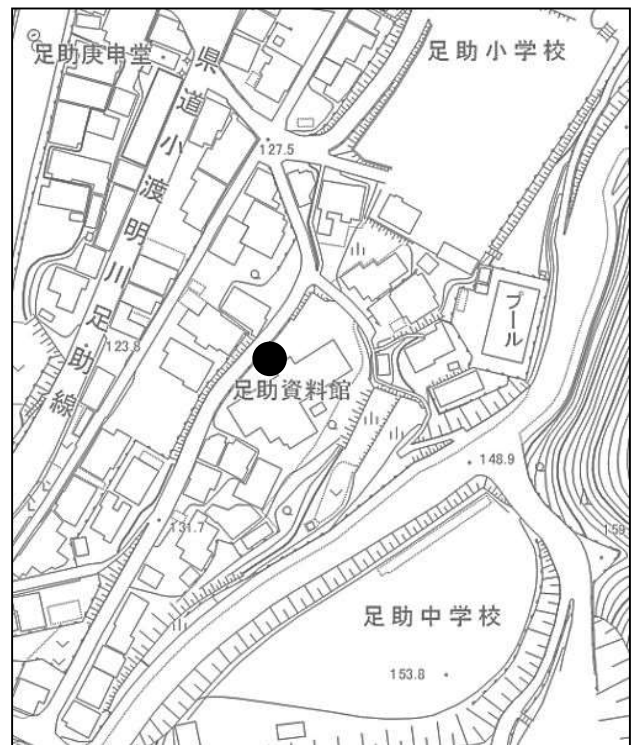 足助庚申堂
足助小学校
県道小渡明川足助線
127.5
プール
123.8
足助資料館
148.9
131.7
159
足助中学校
153.8